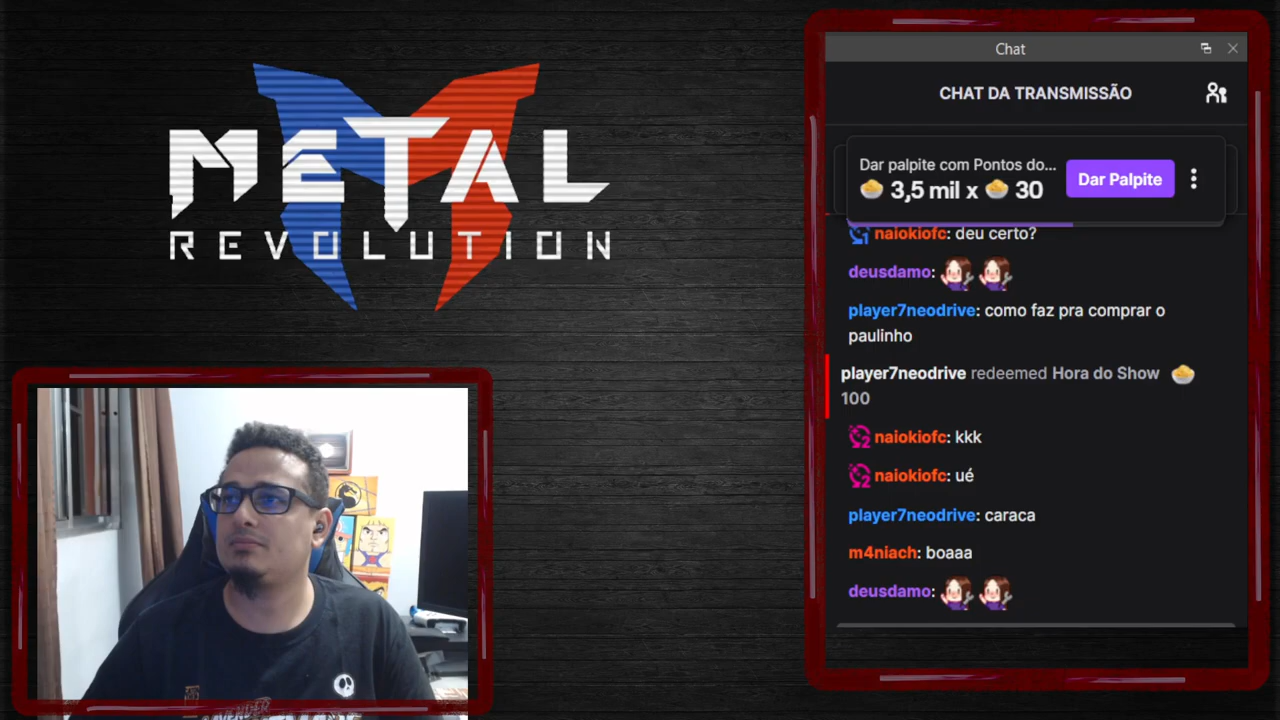 METAL
REVOLUTION
Chat
CHAT DA TRANSMISSÃO
Dar palpite com Pontos do...
3,5 mil x 30
Dar Palpite
naiokiofc: deu certo?
deusdamo:
player7neodrive: como faz pra comprar o
paulinho
player7neodrive redeemed Hora do Show
100
2 naiokiofc: kkk
2 naiokiofc: ué
player7neodrive: caraca
m4niach: boaaa
deusdamo: